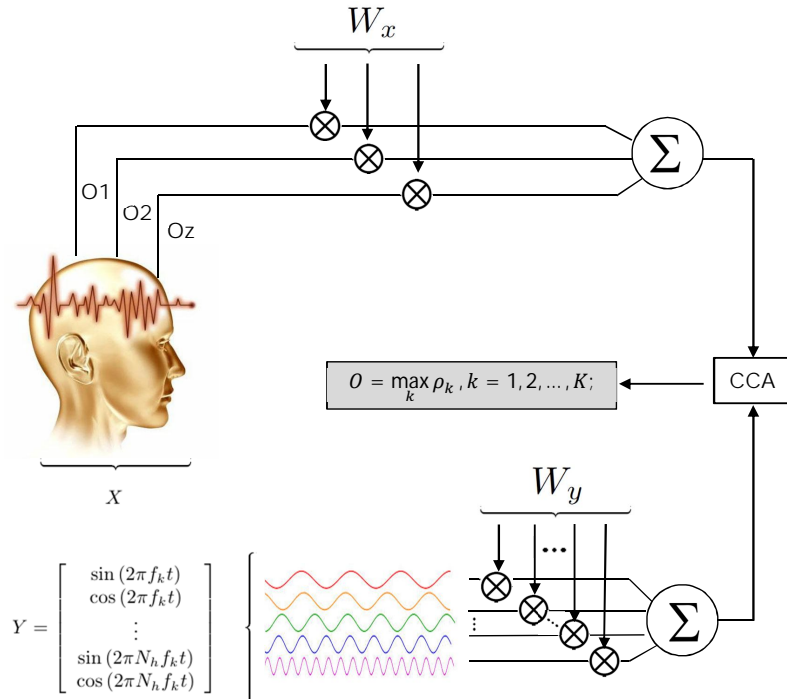 W_x
Σ
O1
O2
Oz
O = max_k ρ_k, k = 1, 2, …, K;
CCA
X
W_y
...
Y = [ sin (2πf_k t)
cos (2πf_k t)
⋮
sin (2πN_h f_k t)
cos (2πN_h f_k t) ]
Σ